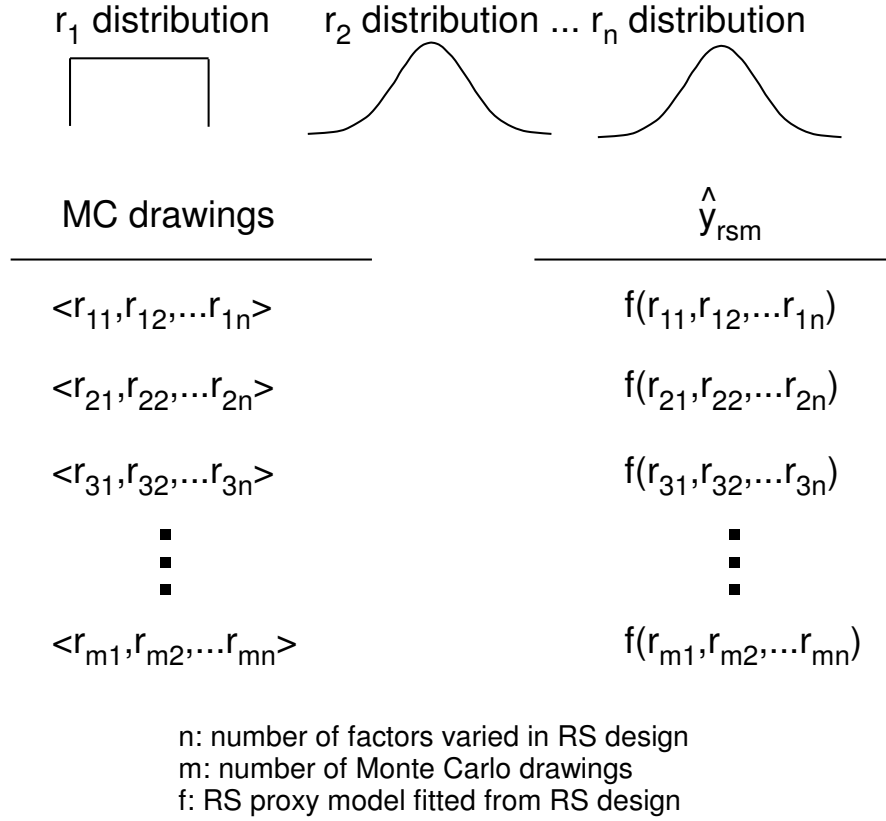 r₁ distribution r₂ distribution ... rₙ distribution
MC drawings ŷ_rsm
<r₁₁,r₁₂,...r₁ₙ> f(r₁₁,r₁₂,...r₁ₙ)
<r₂₁,r₂₂,...r₂ₙ> f(r₂₁,r₂₂,...r₂ₙ)
<r₃₁,r₃₂,...r₃ₙ> f(r₃₁,r₃₂,...r₃ₙ)
<rₘ₁,rₘ₂,...rₘₙ> f(rₘ₁,rₘ₂,...rₘₙ)
n: number of factors varied in RS design
m: number of Monte Carlo drawings
f: RS proxy model fitted from RS design